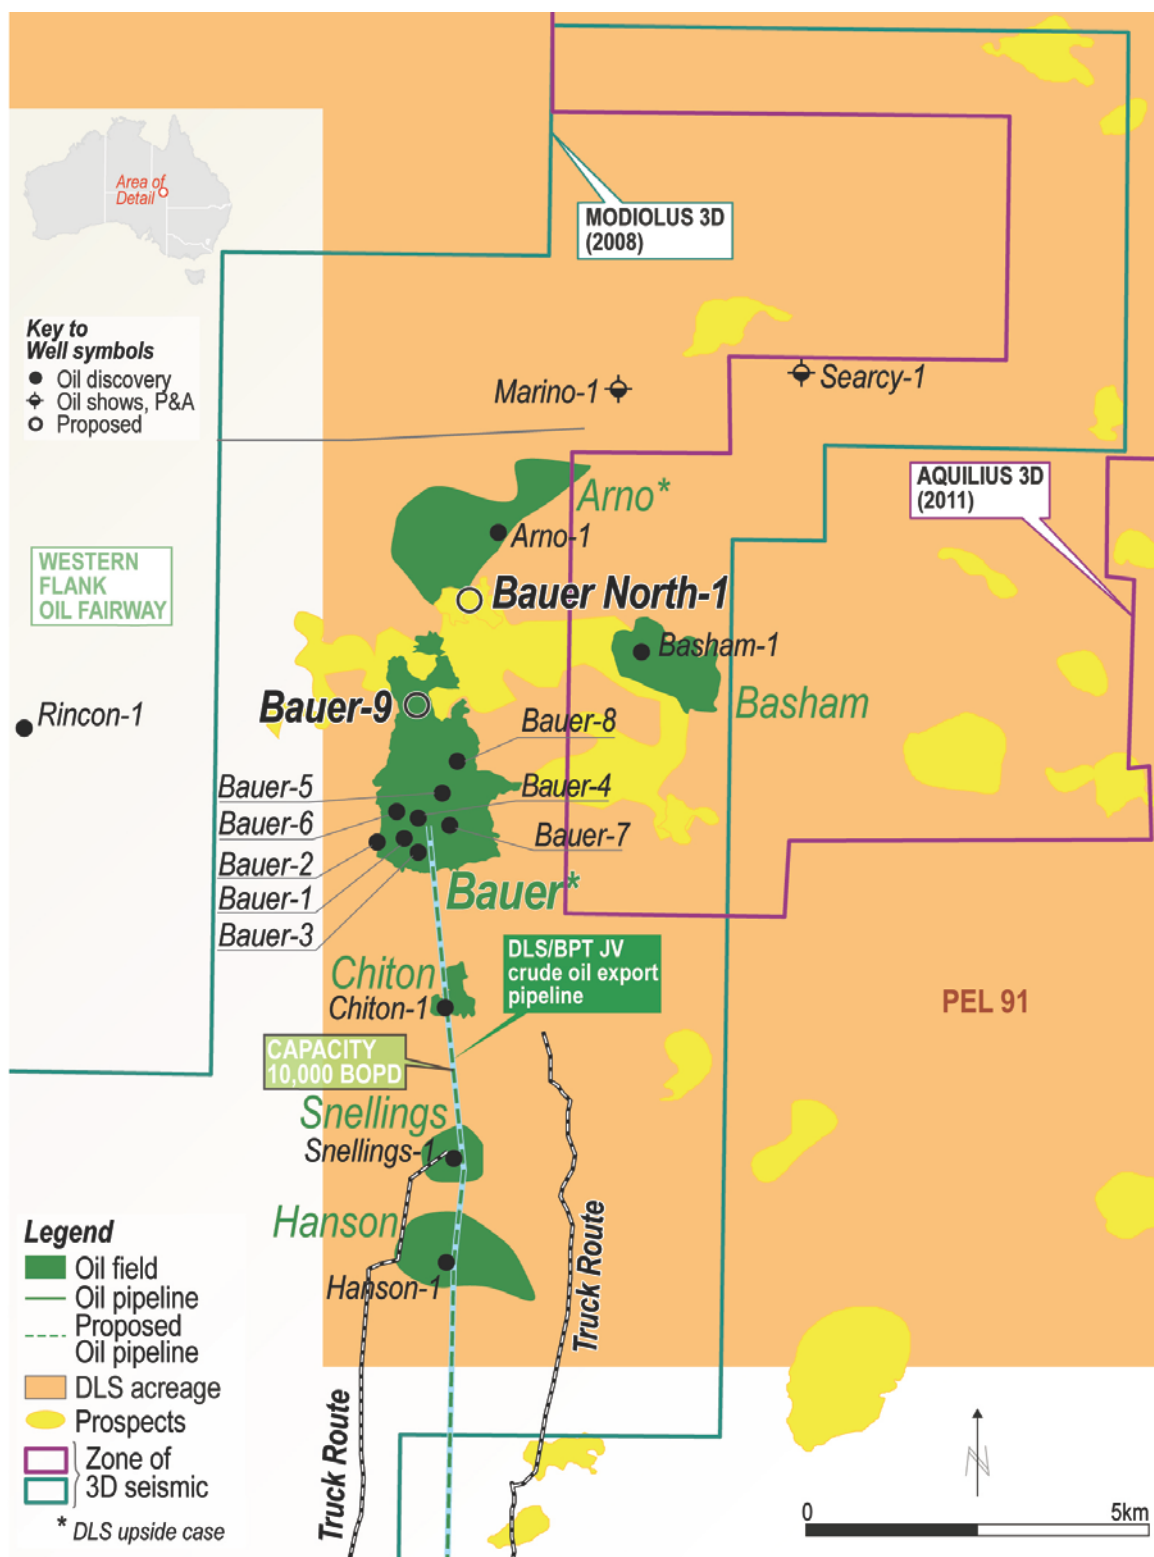 Area of
Detail
MODIOLUS 3D
(2008)
Key to
Well symbols
Oil discovery
Oil shows, P&A
Proposed
Marino-1
Searcy-1
AQUILIUS 3D
(2011)
Arno*
Arno-1
WESTERN
FLANK
OIL FAIRWAY
Bauer North-1
Basham-1
Basham
Rincon-1
Bauer-9
Bauer-8
Bauer-5
Bauer-4
Bauer-6
Bauer-7
Bauer-2
Bauer-1
Bauer-3
Bauer*
DLS/BPT JV
crude oil export
pipeline
Chiton
Chiton-1
PEL 91
CAPACITY
10,000 BOPD
Snellings
Snellings-1
Hanson
Hanson-1
Truck Route
Truck Route
Legend
Oil field
Oil pipeline
Proposed
Oil pipeline
DLS acreage
Prospects
Zone of
3D seismic
* DLS upside case
N
0 5km